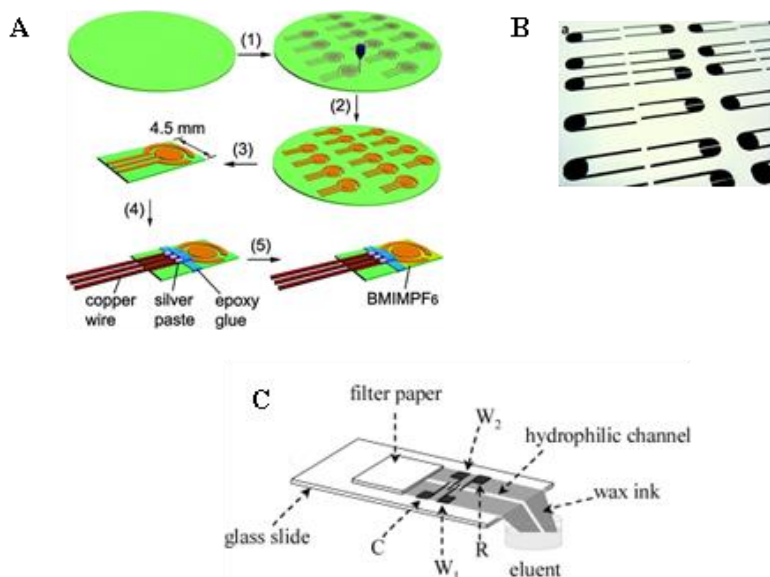 A
(1)
(2)
4.5 mm
(3)
(4)
(5)
copper
wire
silver
paste
epoxy
glue
BMIMPF6
B
a
C
filter paper
W2
hydrophilic channel
wax ink
glass slide
C
W1
R
eluent